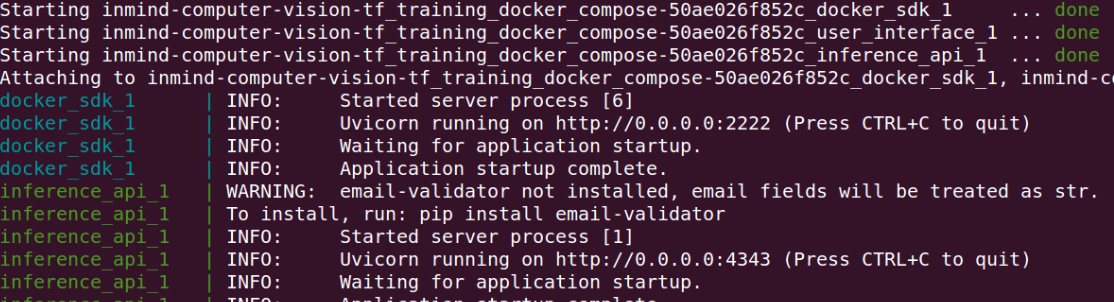 Starting inmind-computer-vision-tf_training_docker_compose-50ae026f852c_docker_sdk_1     ... done
Starting inmind-computer-vision-tf_training_docker_compose-50ae026f852c_user_interface_1 ... done
Starting inmind-computer-vision-tf_training_docker_compose-50ae026f852c_inference_api_1  ... done
Attaching to inmind-computer-vision-tf_training_docker_compose-50ae026f852c_docker_sdk_1, inmind-c
docker_sdk_1      | INFO:     Started server process [6]
docker_sdk_1      | INFO:     Uvicorn running on http://0.0.0.0:2222 (Press CTRL+C to quit)
docker_sdk_1      | INFO:     Waiting for application startup.
docker_sdk_1      | INFO:     Application startup complete.
inference_api_1   | WARNING:  email-validator not installed, email fields will be treated as str.
inference_api_1   | To install, run: pip install email-validator
inference_api_1   | INFO:     Started server process [1]
inference_api_1   | INFO:     Uvicorn running on http://0.0.0.0:4343 (Press CTRL+C to quit)
inference_api_1   | INFO:     Waiting for application startup.
inference_api_1   | INFO:     Application startup complete.